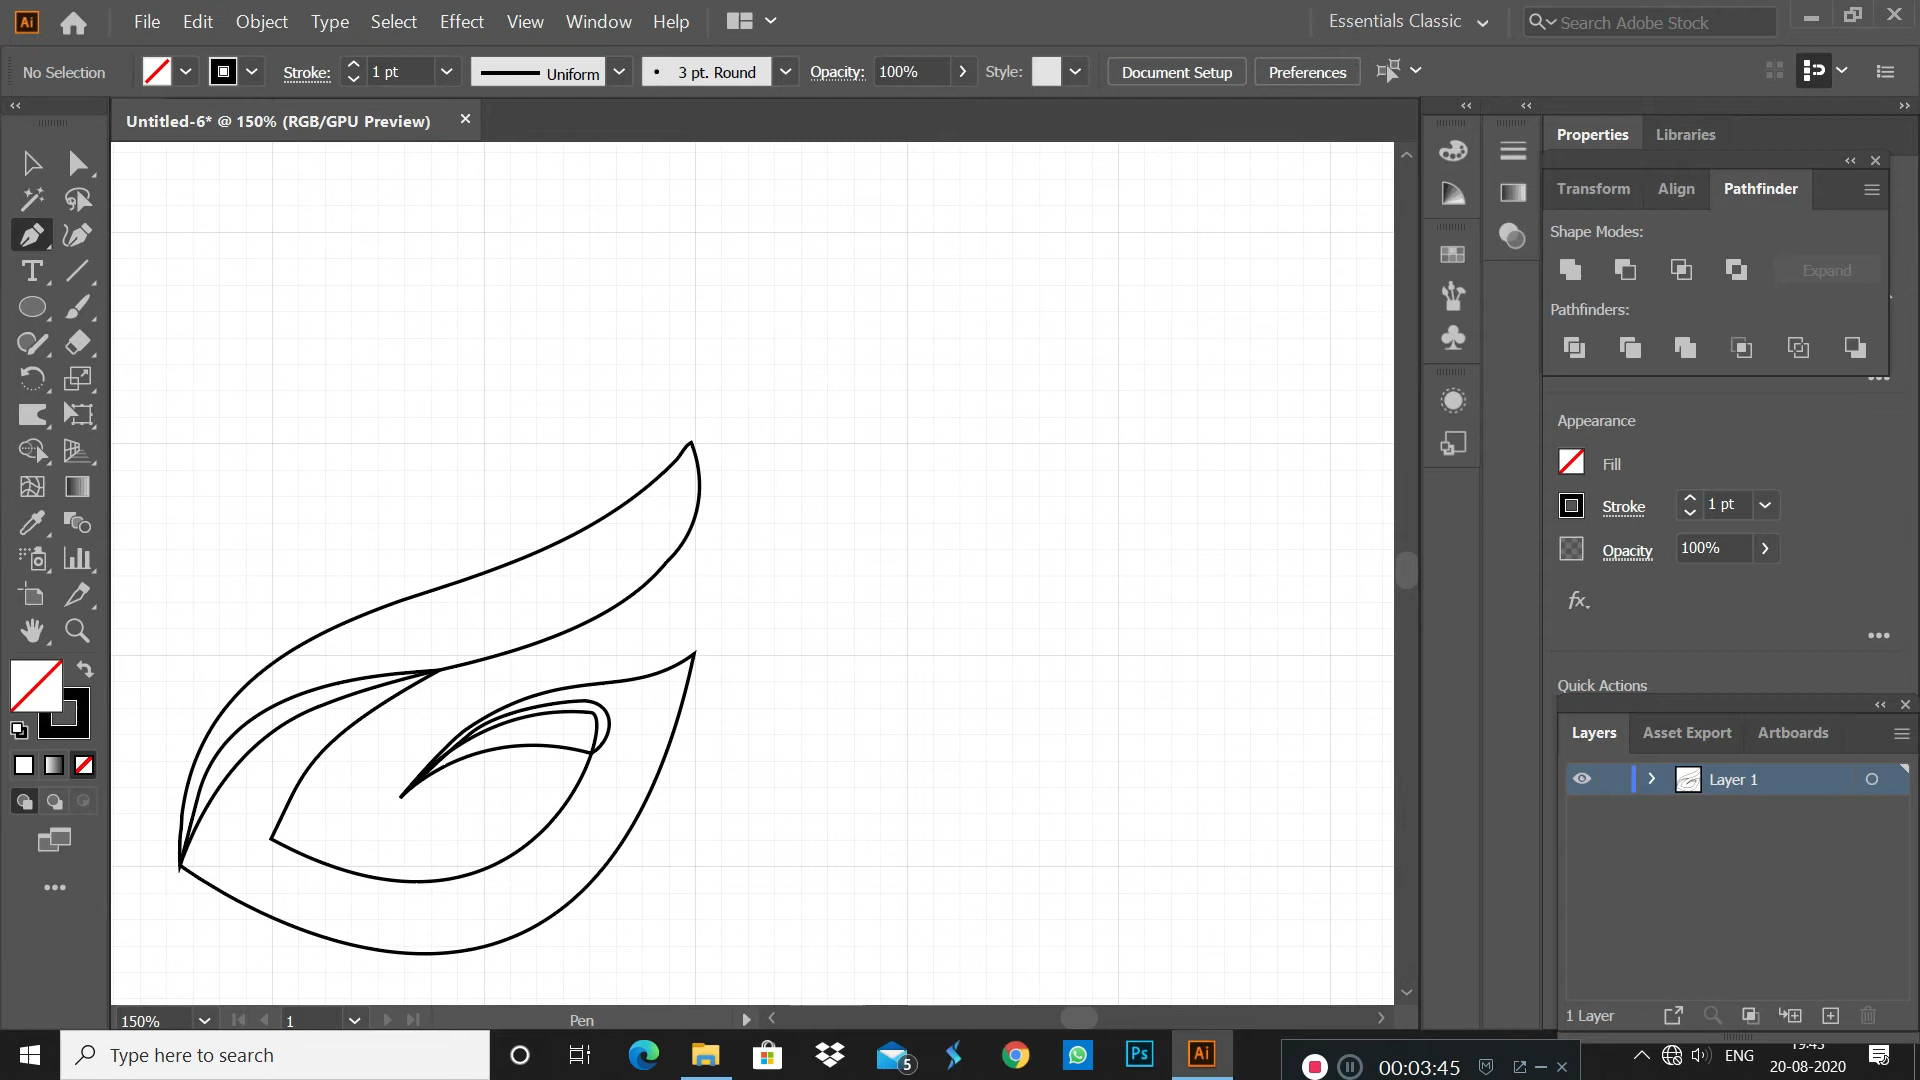 Ai File Edit Object Type Select Effect View Window Help Essentials Classic Search Adobe Stock
No Selection Stroke: 1 pt Uniform 3 pt. Round Opacity: 100% Style: Document Setup Preferences
Untitled-6* @ 150% (RGB/GPU Preview)
Properties Libraries
Transform Align Pathfinder
Shape Modes:
Expand
Pathfinders:
Appearance
Fill
Stroke 1 pt
Opacity 100%
fx
Quick Actions
Layers Asset Export Artboards
Layer 1
1 Layer
150% 1 Pen
Type here to search 5 Ps Ai 00:03:45 ENG
20-08-2020